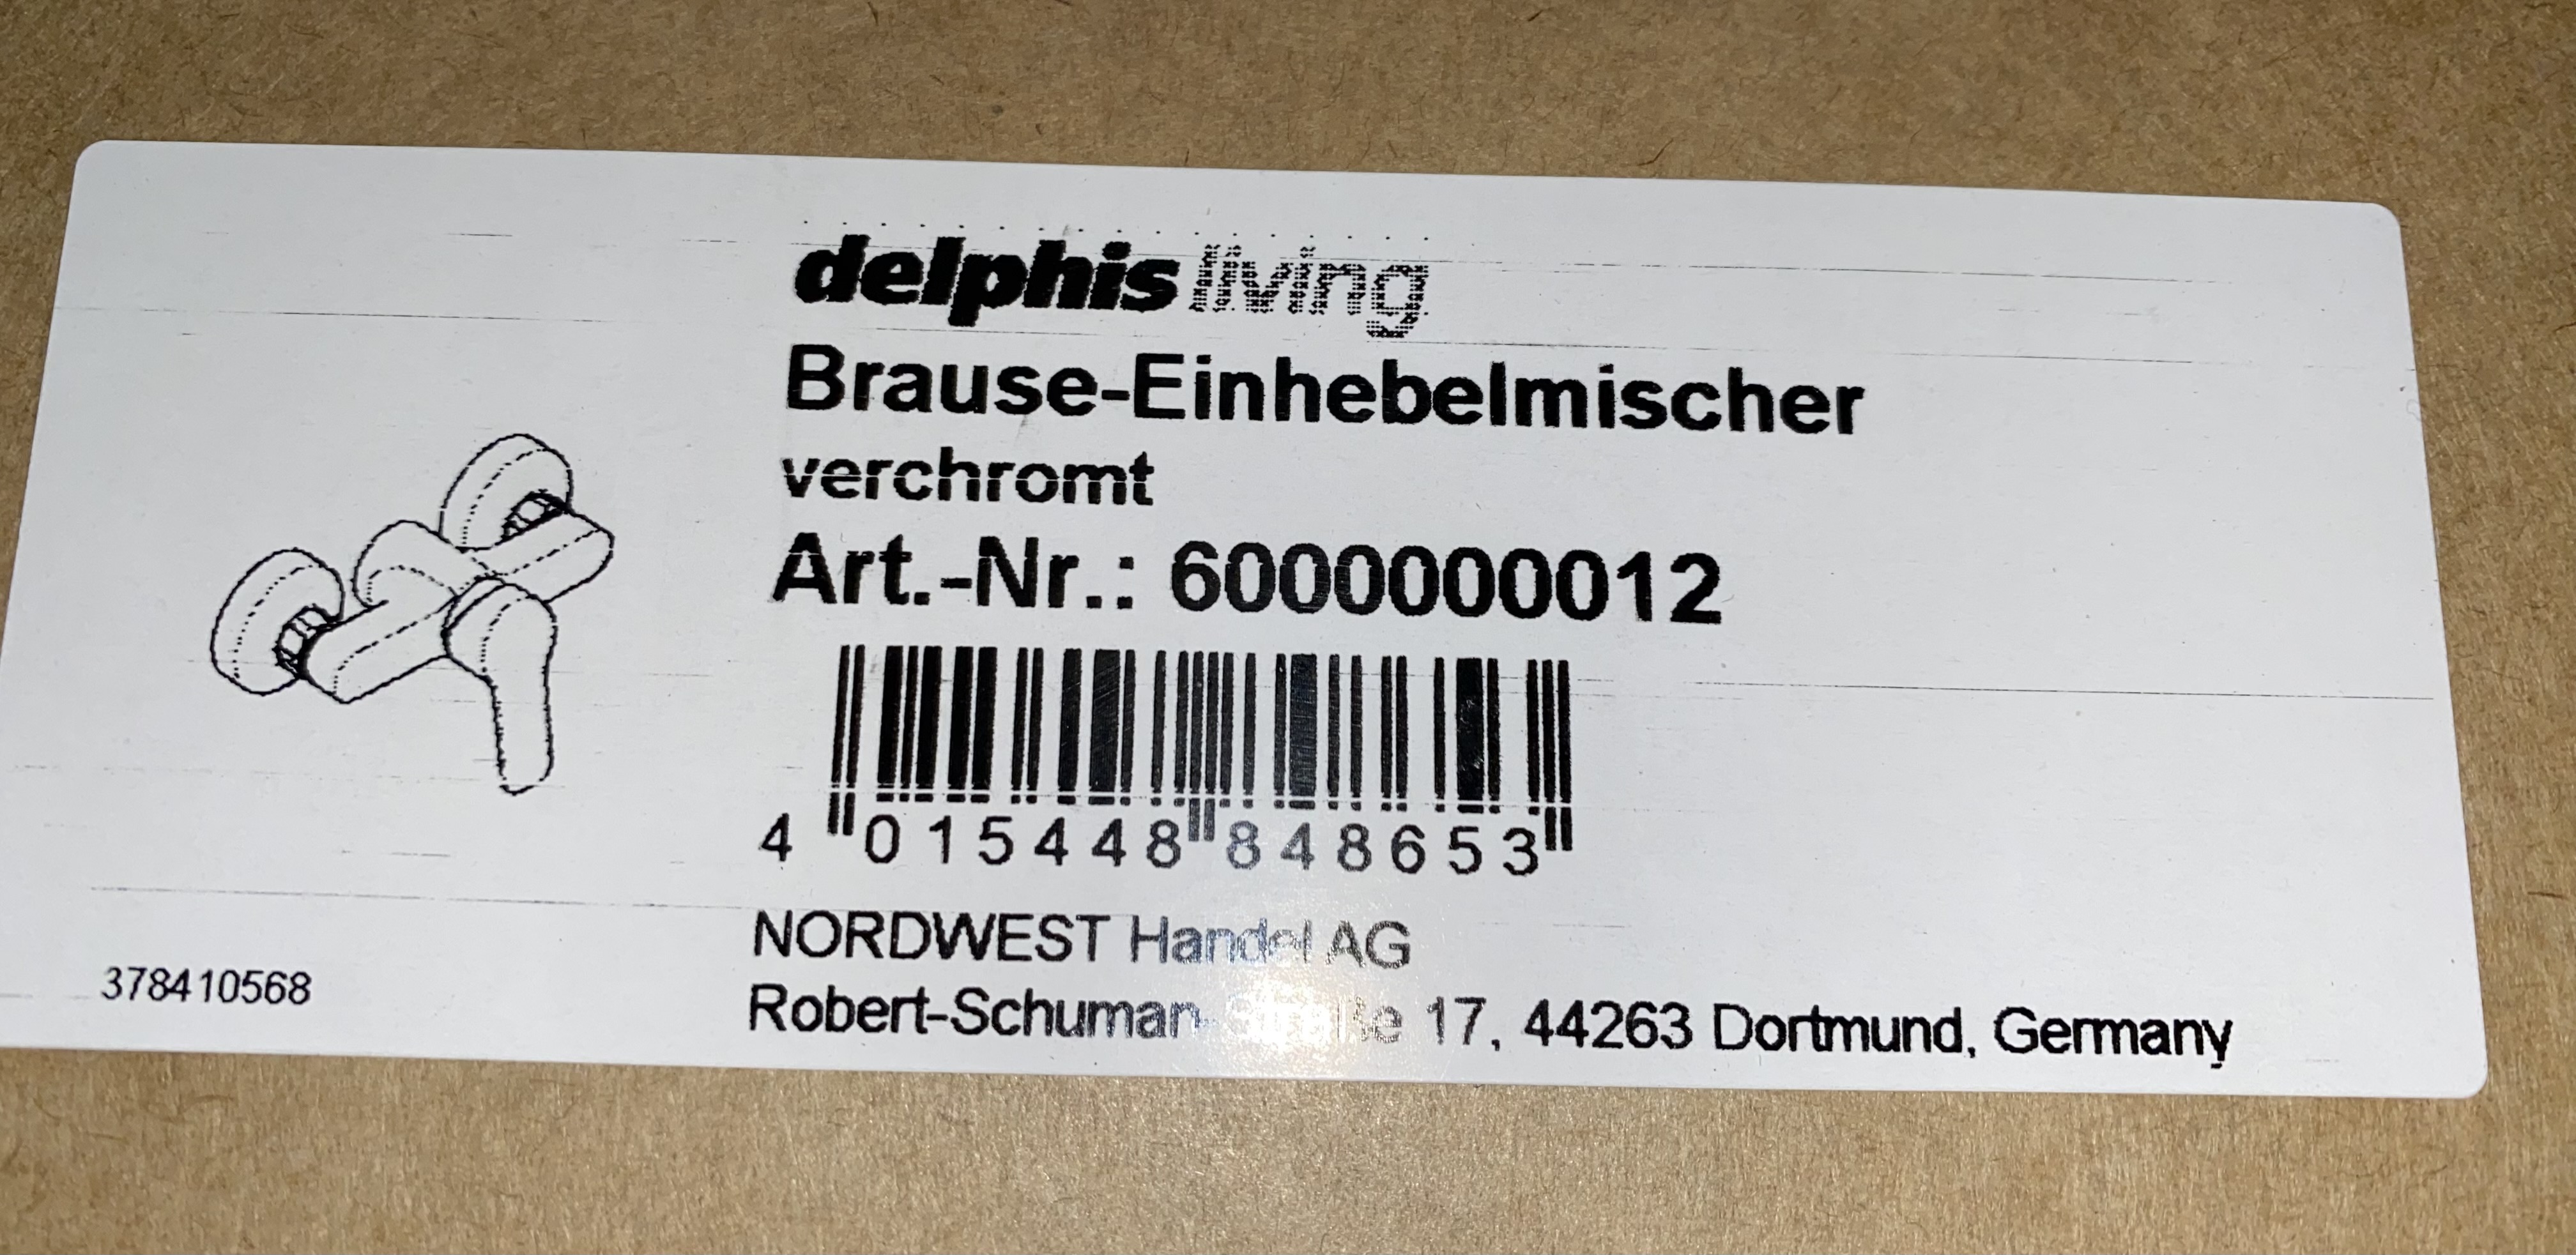 delphis living
Brause-Einhebelmischer
verchromt
Art.-Nr.: 6000000012
4 015448 848653
NORDWEST Handel AG
Robert-Schuman-Straße 17, 44263 Dortmund, Germany
378410568